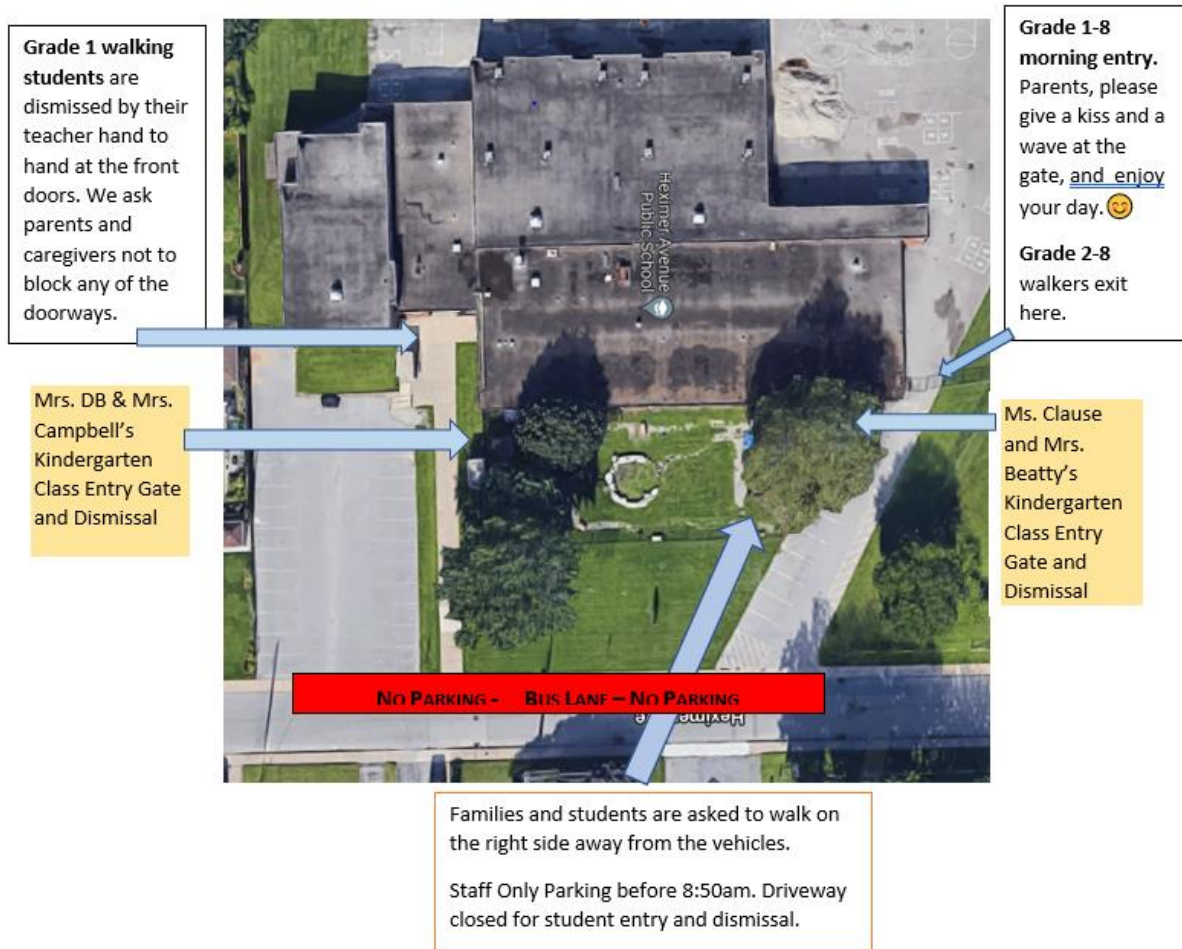 Grade 1 walking
students are
dismissed by their
teacher hand to
hand at the front
doors. We ask
parents and
caregivers not to
block any of the
doorways.
Grade 1-8
morning entry.
Parents, please
give a kiss and a
wave at the
gate, and enjoy
your day.😊
Grade 2-8
walkers exit
here.
Heximer Avenue
Public School
Mrs. DB & Mrs.
Campbell’s
Kindergarten
Class Entry Gate
and Dismissal
Ms. Clause
and Mrs.
Beatty’s
Kindergarten
Class Entry
Gate and
Dismissal
NO PARKING - BUS LANE – NO PARKING
Families and students are asked to walk on
the right side away from the vehicles.
Staff Only Parking before 8:50am. Driveway
closed for student entry and dismissal.